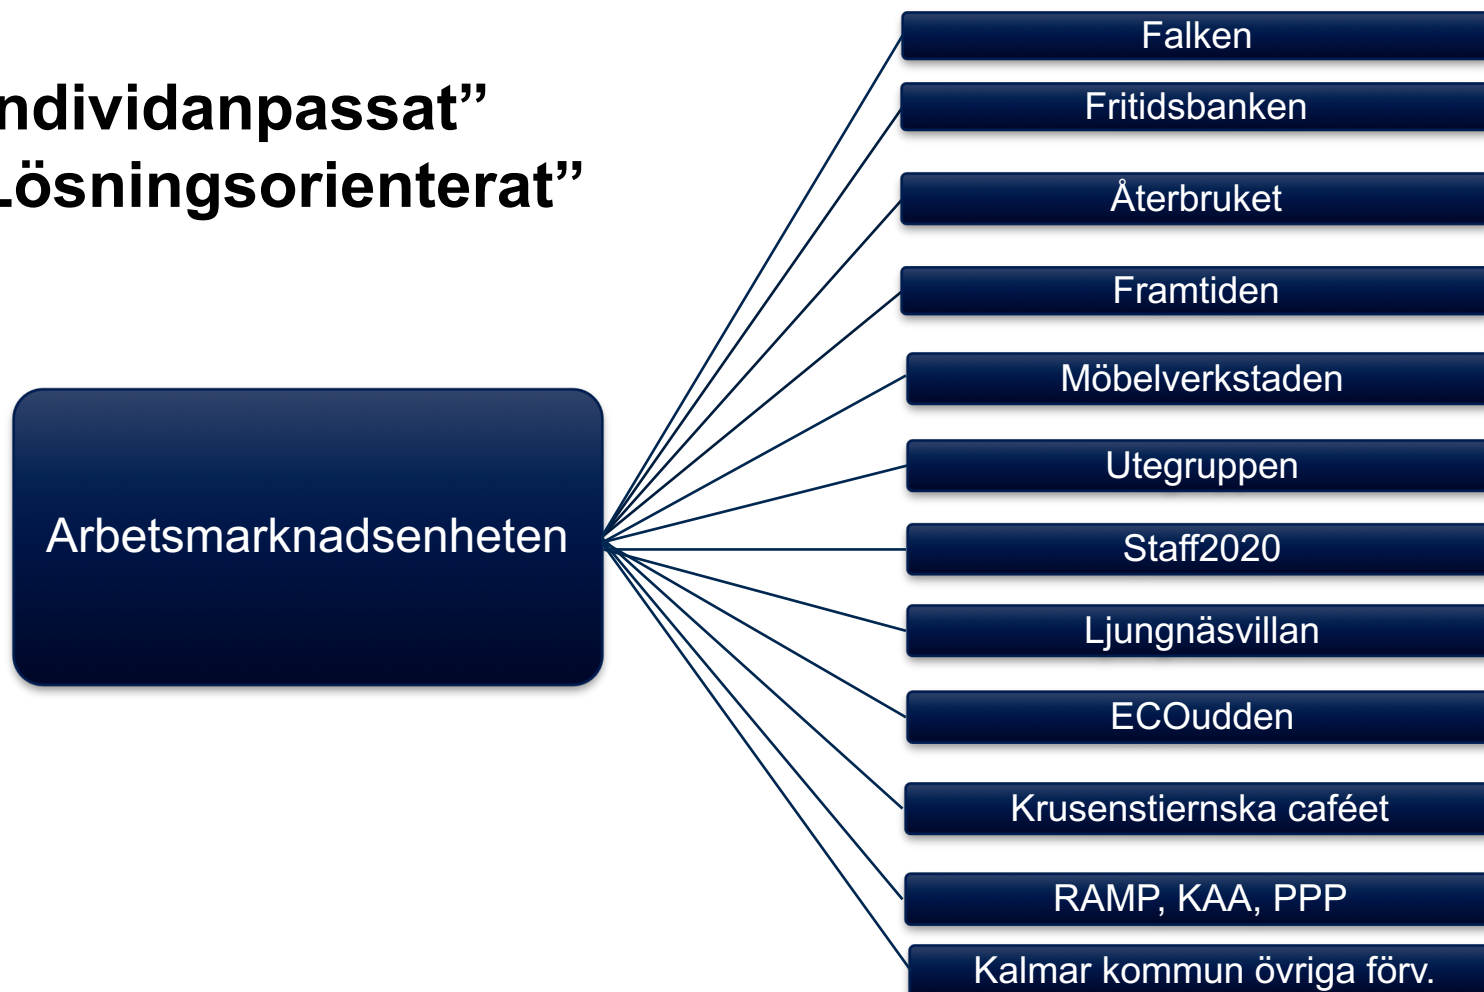 ndividanpassat”
Lösningsorienterat”
Arbetsmarknadsenheten
Falken
Fritidsbanken
Återbruket
Framtiden
Möbelverkstaden
Utegruppen
Staff2020
Ljungnäsvillan
ECOudden
Krusenstiernska caféet
RAMP, KAA, PPP
Kalmar kommun övriga förv.